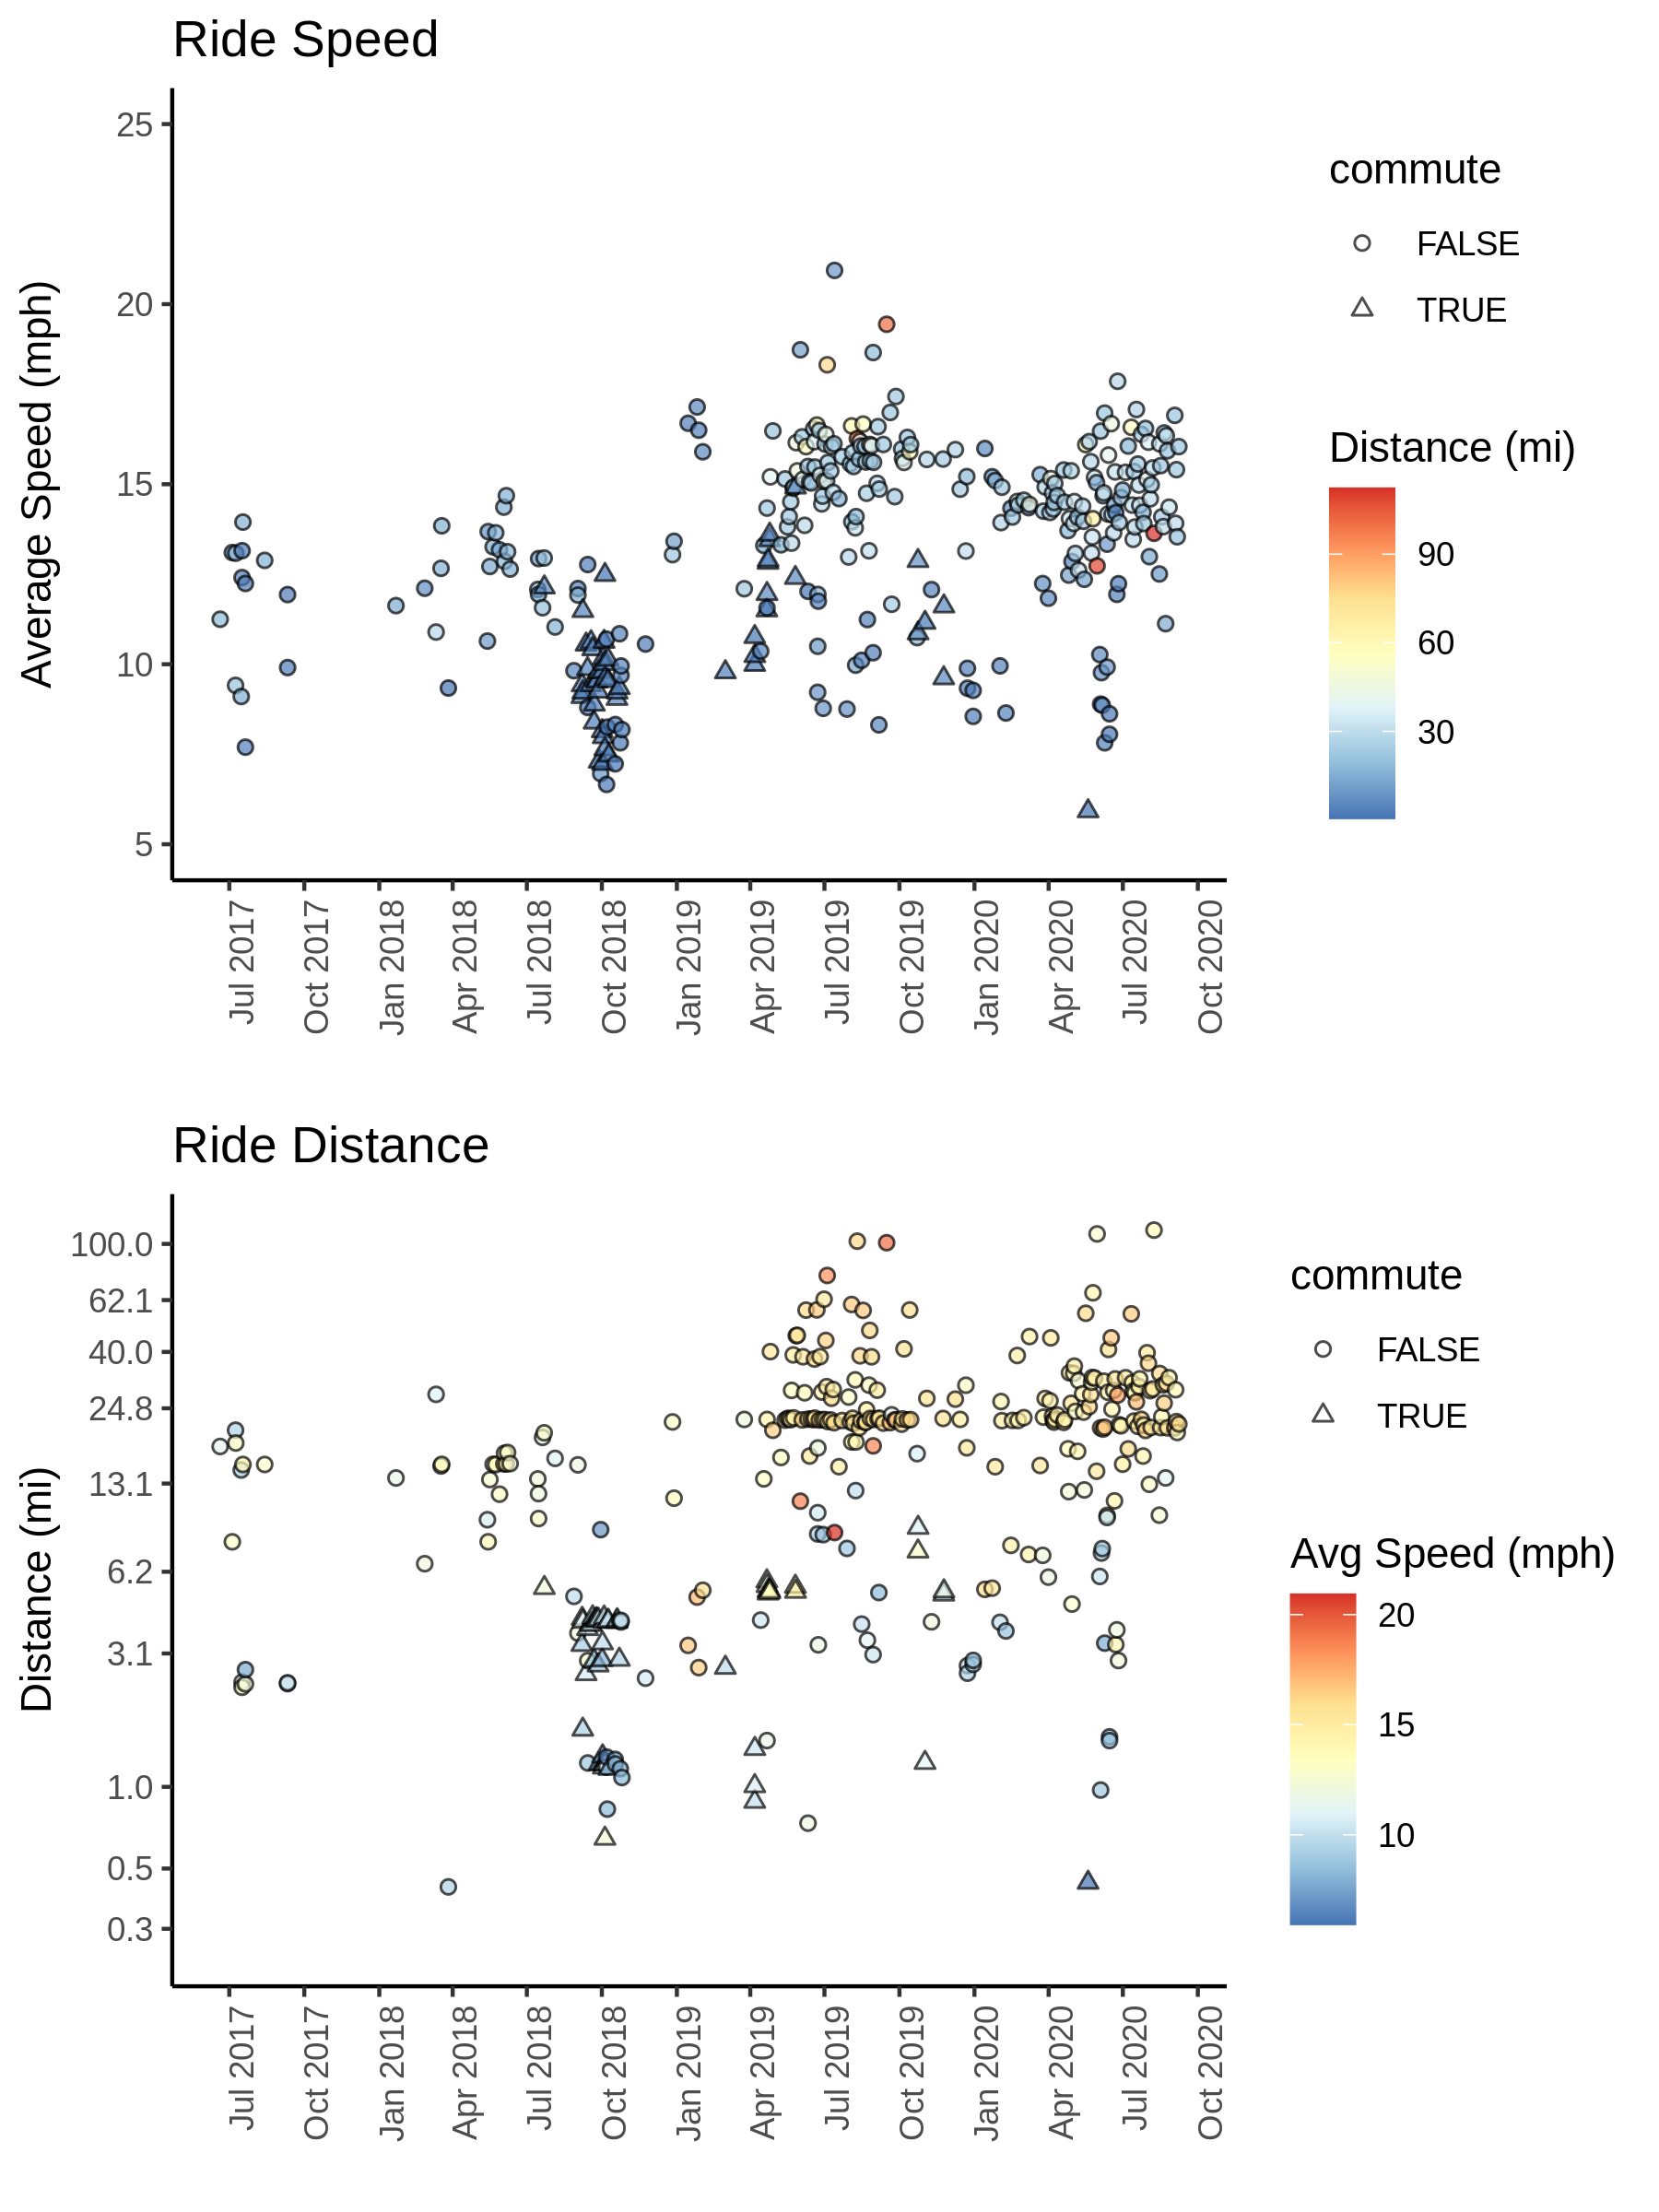 Ride Speed
Average Speed (mph)
25
20
15
10
5
Jul 2017
Oct 2017
Jan 2018
Apr 2018
Jul 2018
Oct 2018
Jan 2019
Apr 2019
Jul 2019
Oct 2019
Jan 2020
Apr 2020
Jul 2020
Oct 2020
commute
FALSE
TRUE
Distance (mi)
90
60
30
Ride Distance
Distance (mi)
100.0
62.1
40.0
24.8
13.1
6.2
3.1
1.0
0.5
0.3
Jul 2017
Oct 2017
Jan 2018
Apr 2018
Jul 2018
Oct 2018
Jan 2019
Apr 2019
Jul 2019
Oct 2019
Jan 2020
Apr 2020
Jul 2020
Oct 2020
commute
FALSE
TRUE
Avg Speed (mph)
20
15
10